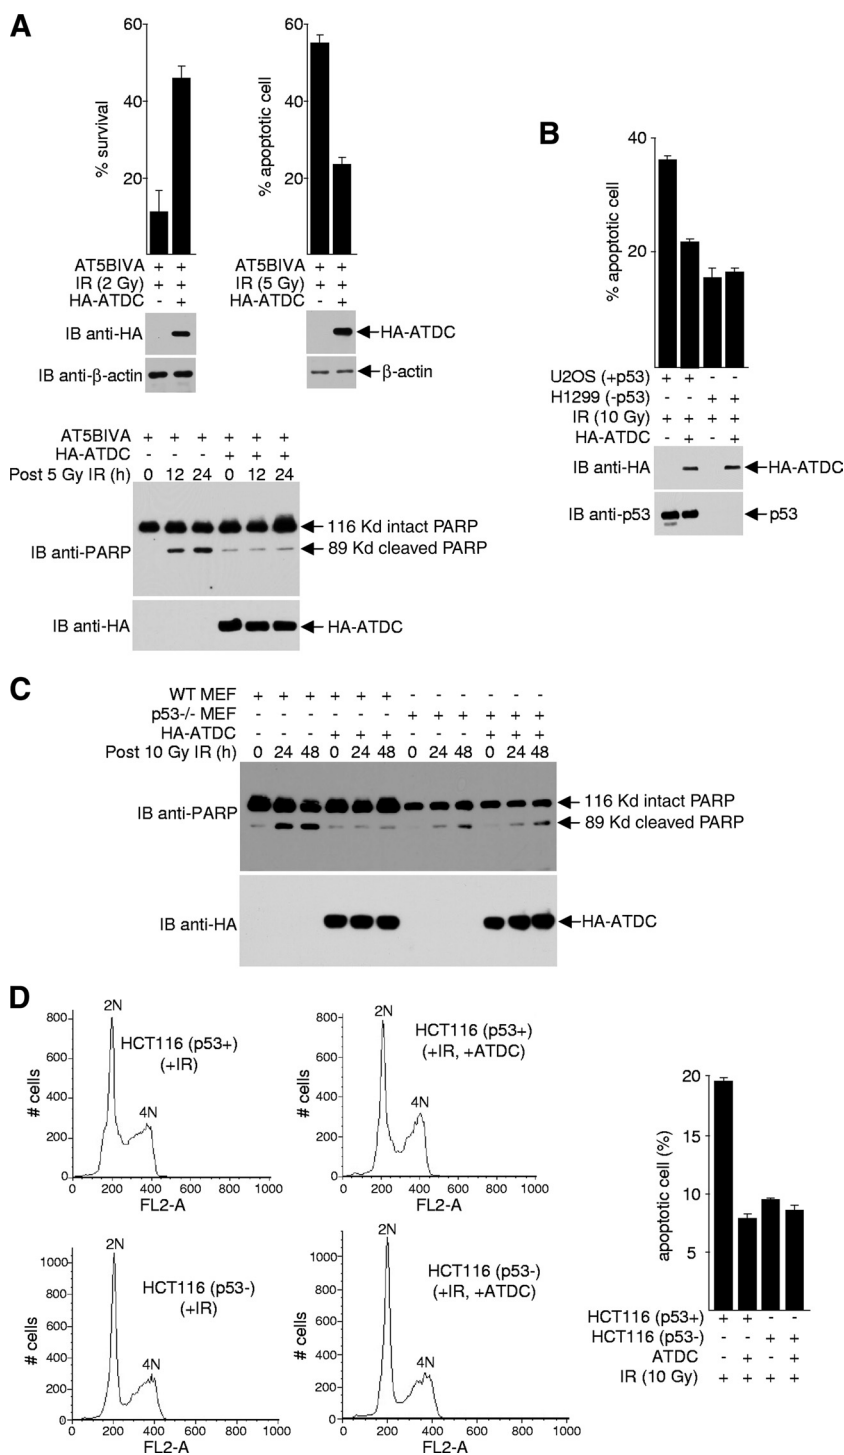 A
60
40
20
% survival
AT5BIVA + +
IR (2 Gy) + +
HA-ATDC - +
IB anti-HA
IB anti-β-actin
60
40
20
% apoptotic cell
AT5BIVA + +
IR (5 Gy) + +
HA-ATDC - +
HA-ATDC
β-actin
AT5BIVA + + + + + +
HA-ATDC - - - + + +
Post 5 Gy IR (h) 0 12 24 0 12 24
IB anti-PARP
116 Kd intact PARP
89 Kd cleaved PARP
IB anti-HA
HA-ATDC
B
40
20
% apoptotic cell
U2OS (+p53) + + - -
H1299 (-p53) - - + +
IR (10 Gy) + + + +
HA-ATDC - + - +
IB anti-HA
HA-ATDC
IB anti-p53
p53
C
WT MEF + + + + + + - - - - - -
p53-/- MEF - - - - - - + + + + + +
HA-ATDC - - - + + + - - - + + +
Post 10 Gy IR (h) 0 24 48 0 24 48 0 24 48 0 24 48
IB anti-PARP
116 Kd intact PARP
89 Kd cleaved PARP
IB anti-HA
HA-ATDC
D
2N
4N
HCT116 (p53+)
(+IR)
# cells
800
600
400
200
0
0 200 400 600 800 1000
FL2-A
2N
4N
HCT116 (p53+)
(+IR, +ATDC)
# cells
800
600
400
200
0
0 200 400 600 800 1000
FL2-A
2N
4N
HCT116 (p53-)
(+IR)
# cells
1000
800
600
400
200
0
0 200 400 600 800 1000
FL2-A
2N
4N
HCT116 (p53-)
(+IR, +ATDC)
# cells
1000
800
600
400
200
0
0 200 400 600 800 1000
FL2-A
20
15
10
5
apoptotic cell (%)
HCT116 (p53+) + + - -
HCT116 (p53-) - - + +
ATDC - + - +
IR (10 Gy) + + + +